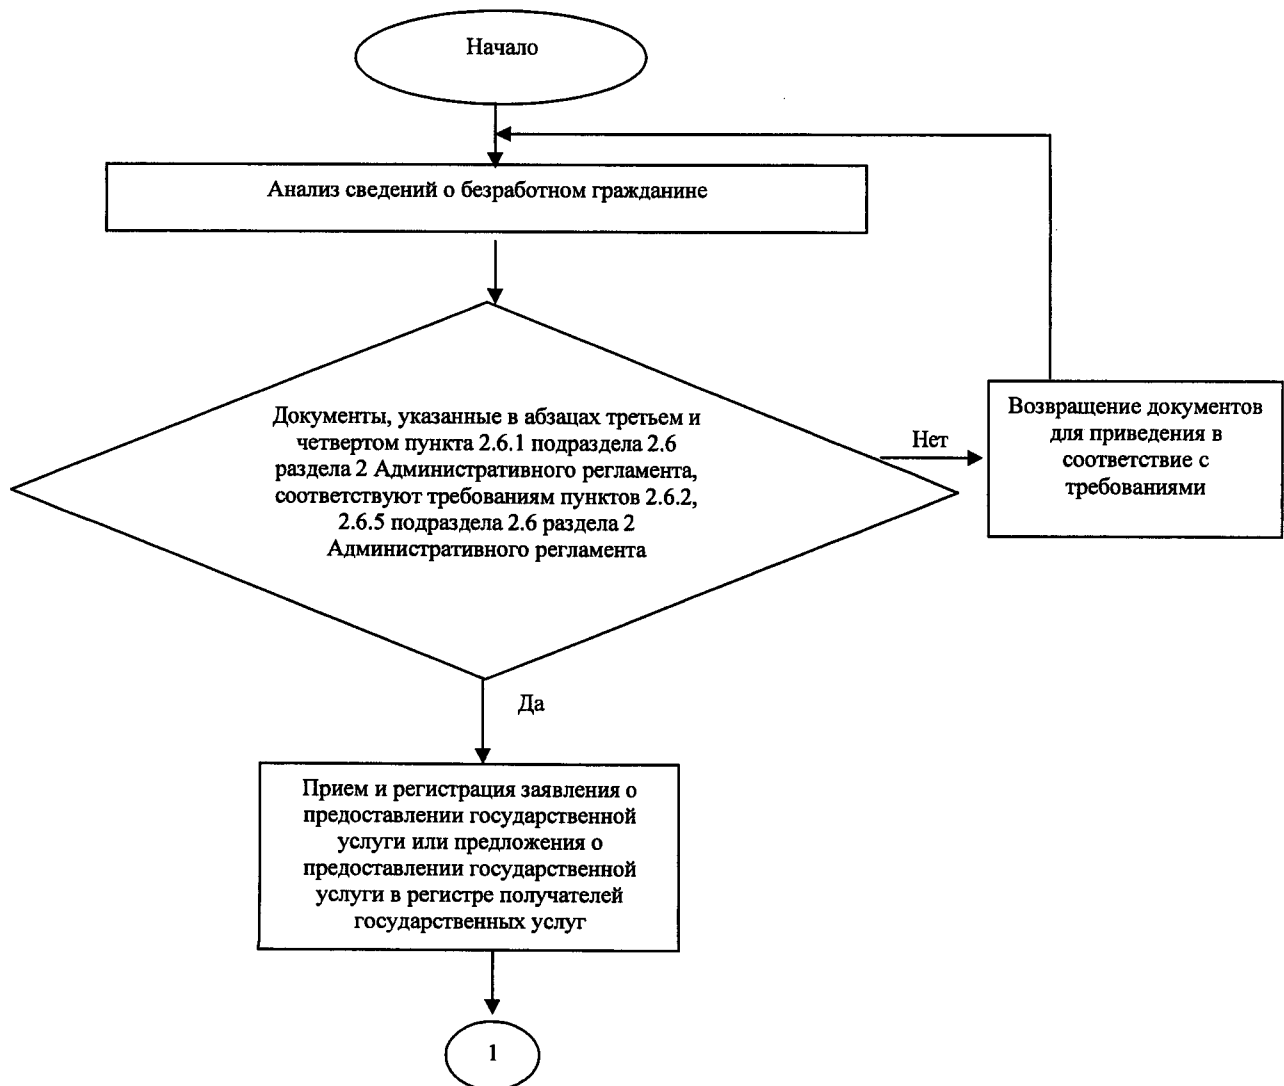 Начало
Анализ сведений о безработном гражданине
Документы, указанные в абзацах третьем и
четвертом пункта 2.6.1 подраздела 2.6
раздела 2 Административного регламента,
соответствуют требованиям пунктов 2.6.2,
2.6.5 подраздела 2.6 раздела 2
Административного регламента
Нет
Возвращение документов
для приведения в
соответствие с
требованиями
Да
Прием и регистрация заявления о
предоставлении государственной
услуги или предложения о
предоставлении государственной
услуги в регистре получателей
государственных услуг
1